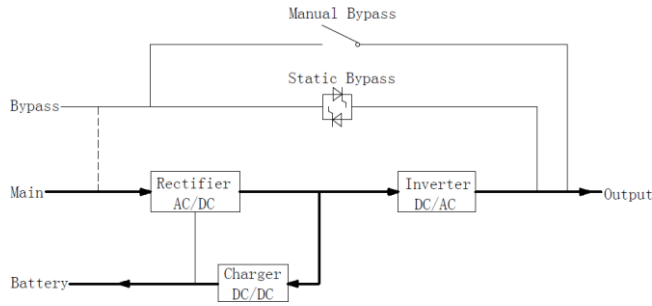 Manual Bypass
Static Bypass
Bypass
Main
Rectifier
AC/DC
Inverter
DC/AC
Output
Battery
Charger
DC/DC